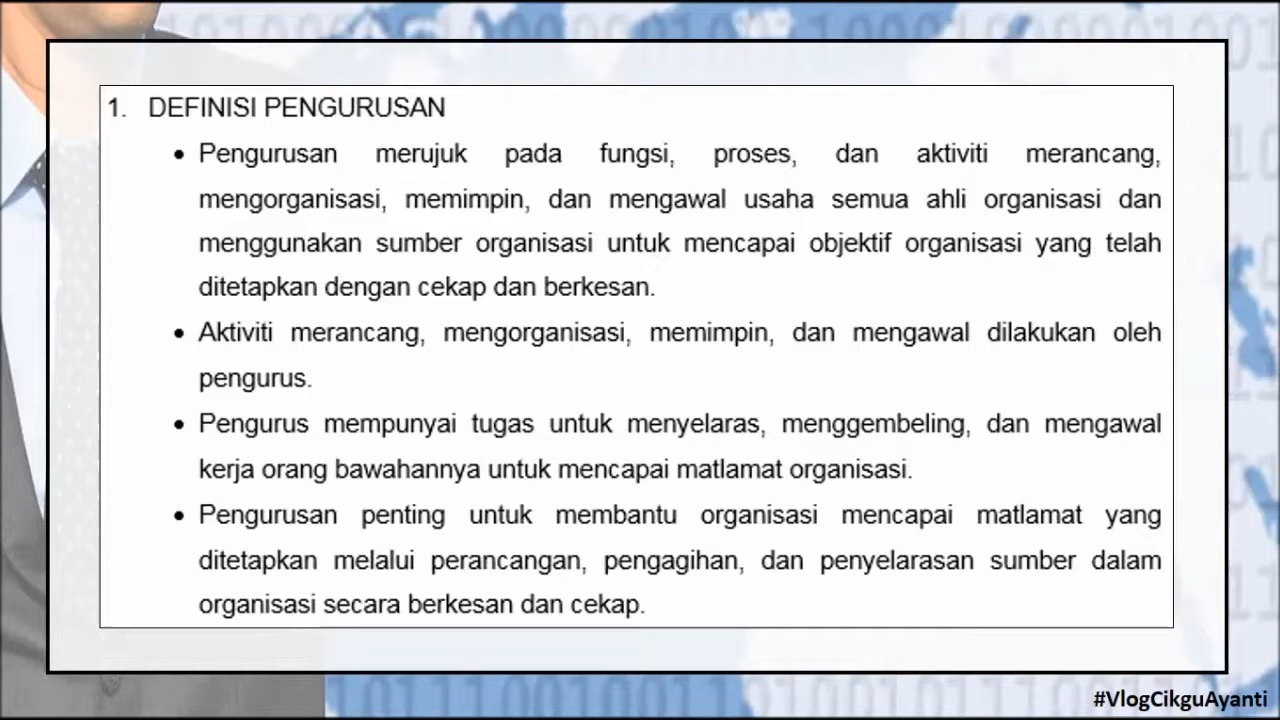 1. DEFINISI PENGURUSAN
• Pengurusan merujuk pada fungsi, proses, dan aktiviti merancang,
mengorganisasi, memimpin, dan mengawal usaha semua ahli organisasi dan
menggunakan sumber organisasi untuk mencapai objektif organisasi yang telah
ditetapkan dengan cekap dan berkesan.
• Aktiviti merancang, mengorganisasi, memimpin, dan mengawal dilakukan oleh
pengurus.
• Pengurus mempunyai tugas untuk menyelaras, menggembeling, dan mengawal
kerja orang bawahannya untuk mencapai matlamat organisasi.
• Pengurusan penting untuk membantu organisasi mencapai matlamat yang
ditetapkan melalui perancangan, pengagihan, dan penyelarasan sumber dalam
organisasi secara berkesan dan cekap.
#VlogCikguAyanti